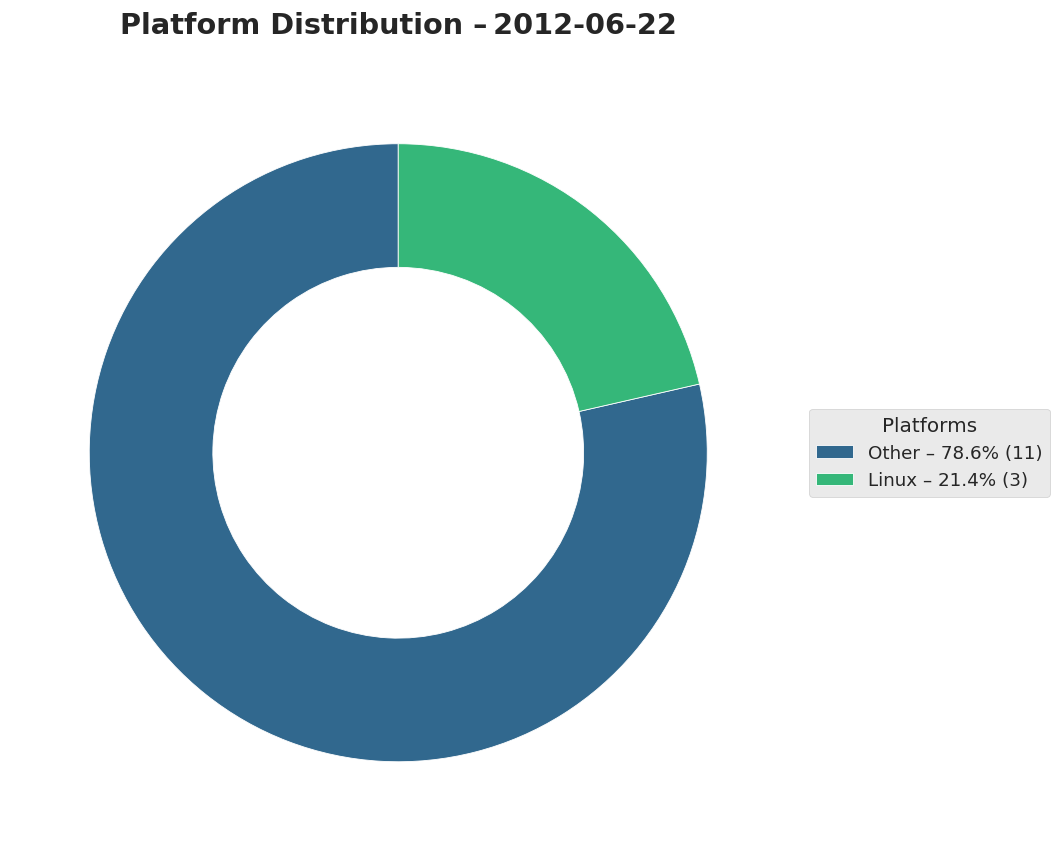 Platform Distribution – 2012-06-22
Platforms
Other – 78.6% (11)
Linux – 21.4% (3)